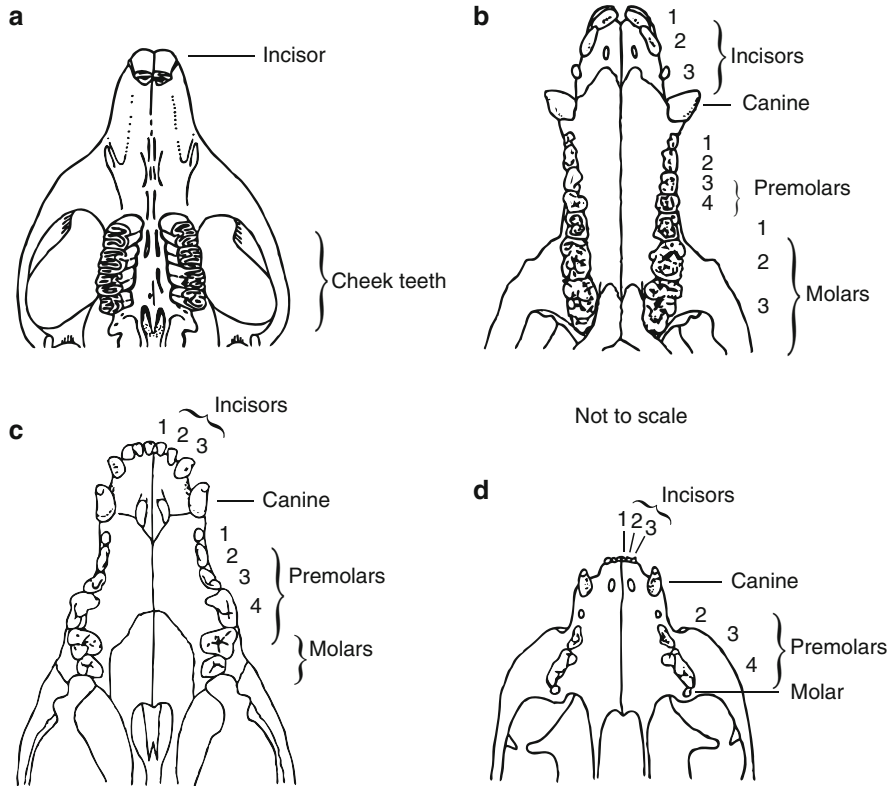 a
Incisor
Cheek teeth
b
1
2
3
Incisors
Canine
1
2
3
4
Premolars
1
2
3
Molars
Not to scale
c
Incisors
1 2 3
Canine
1
2
3
4
Premolars
Molars
d
Incisors
1 2 3
Canine
2
3
4
Premolars
Molar